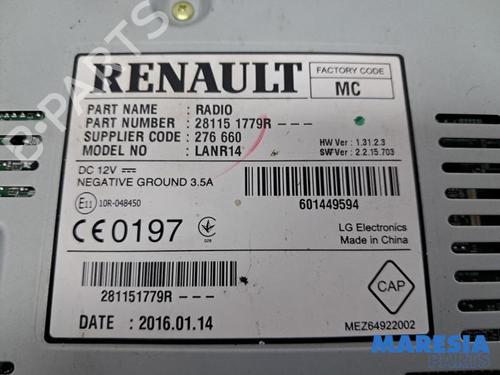 RENAULT
FACTORY CODE
MC
PART NAME : RADIO
PART NUMBER : 28115 1779R - - -
SUPPLIER CODE : 276 660
MODEL NO : LANR14
HW Ver : 1.31.2.3
SW Ver : 2.2.15.703
DC 12V
NEGATIVE GROUND 3.5A
E11 10R-048450
601449594
CE0197
028
LG Electronics
Made in China
281151779R - - -
CAP
DATE : 2016.01.14
MEZ64922002
B-PARTS
MARESIA
PARTS